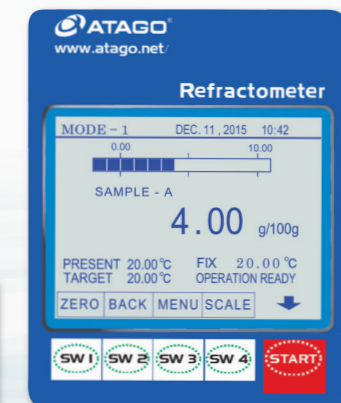 ATAGO®
www.atago.net/
Refractometer
MODE - 1 DEC. 11 , 2015 10:42
0.00 10.00
SAMPLE - A
4.00 g/100g
PRESENT 20.00℃ FIX 20.00℃
TARGET 20.00℃ OPERATION READY
ZERO BACK MENU SCALE
SW 1 SW 2 SW 3 SW 4 START